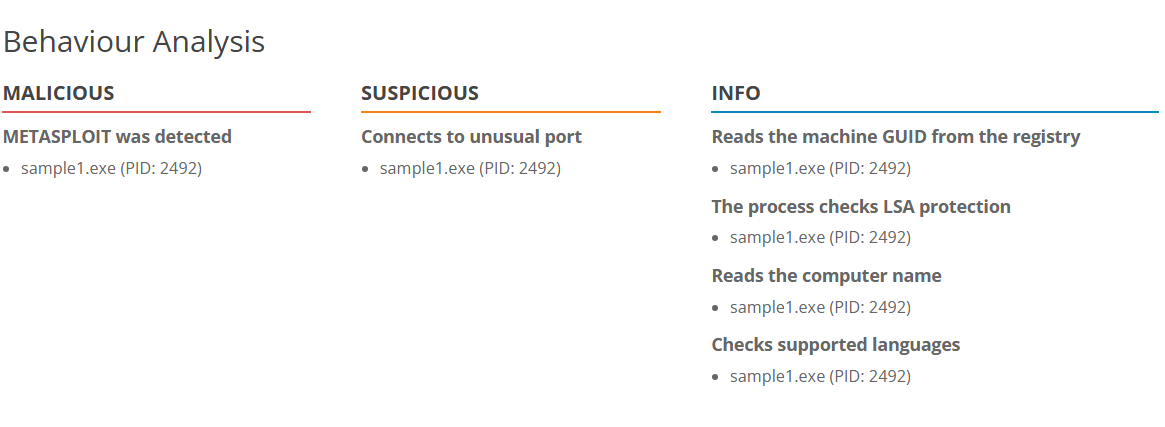 Behaviour Analysis
MALICIOUS
METASPLOIT was detected
sample1.exe (PID: 2492)
SUSPICIOUS
Connects to unusual port
sample1.exe (PID: 2492)
INFO
Reads the machine GUID from the registry
sample1.exe (PID: 2492)
The process checks LSA protection
sample1.exe (PID: 2492)
Reads the computer name
sample1.exe (PID: 2492)
Checks supported languages
sample1.exe (PID: 2492)